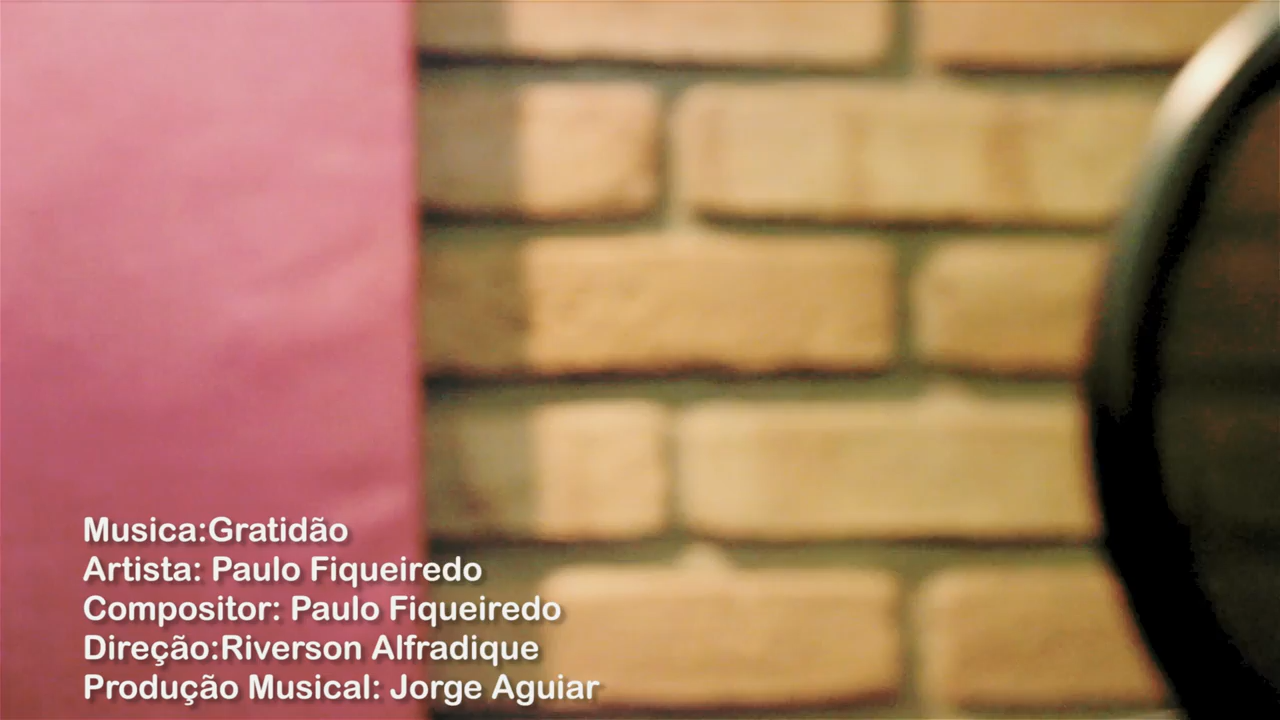 Musica:Gratidão
Artista: Paulo Fiqueiredo
Compositor: Paulo Fiqueiredo
Direção:Riverson Alfradique
Produção Musical: Jorge Aguiar